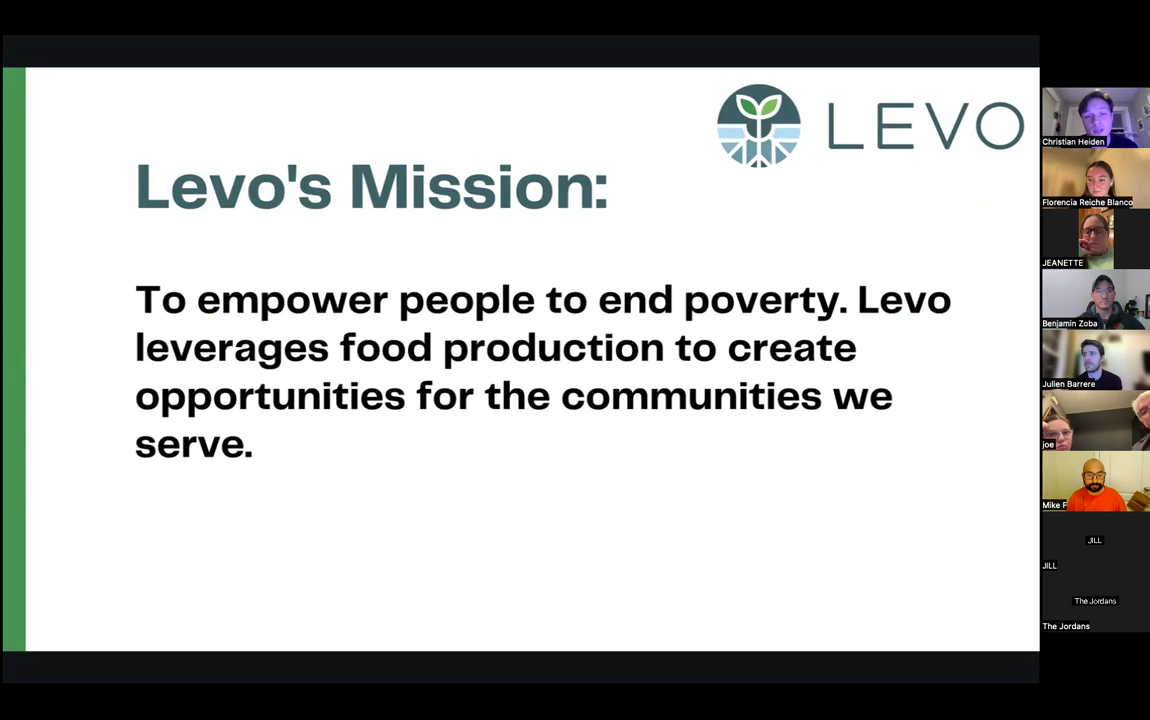 LEVO
Levo's Mission:
To empower people to end poverty. Levo
leverages food production to create
opportunities for the communities we
serve.
Christian Heiden
Florencia Reiche Blanco
JEANETTE
Benjamin Zoba
Julien Barrere
joe
Mike F
JILL
JILL
The Jordans
The Jordans